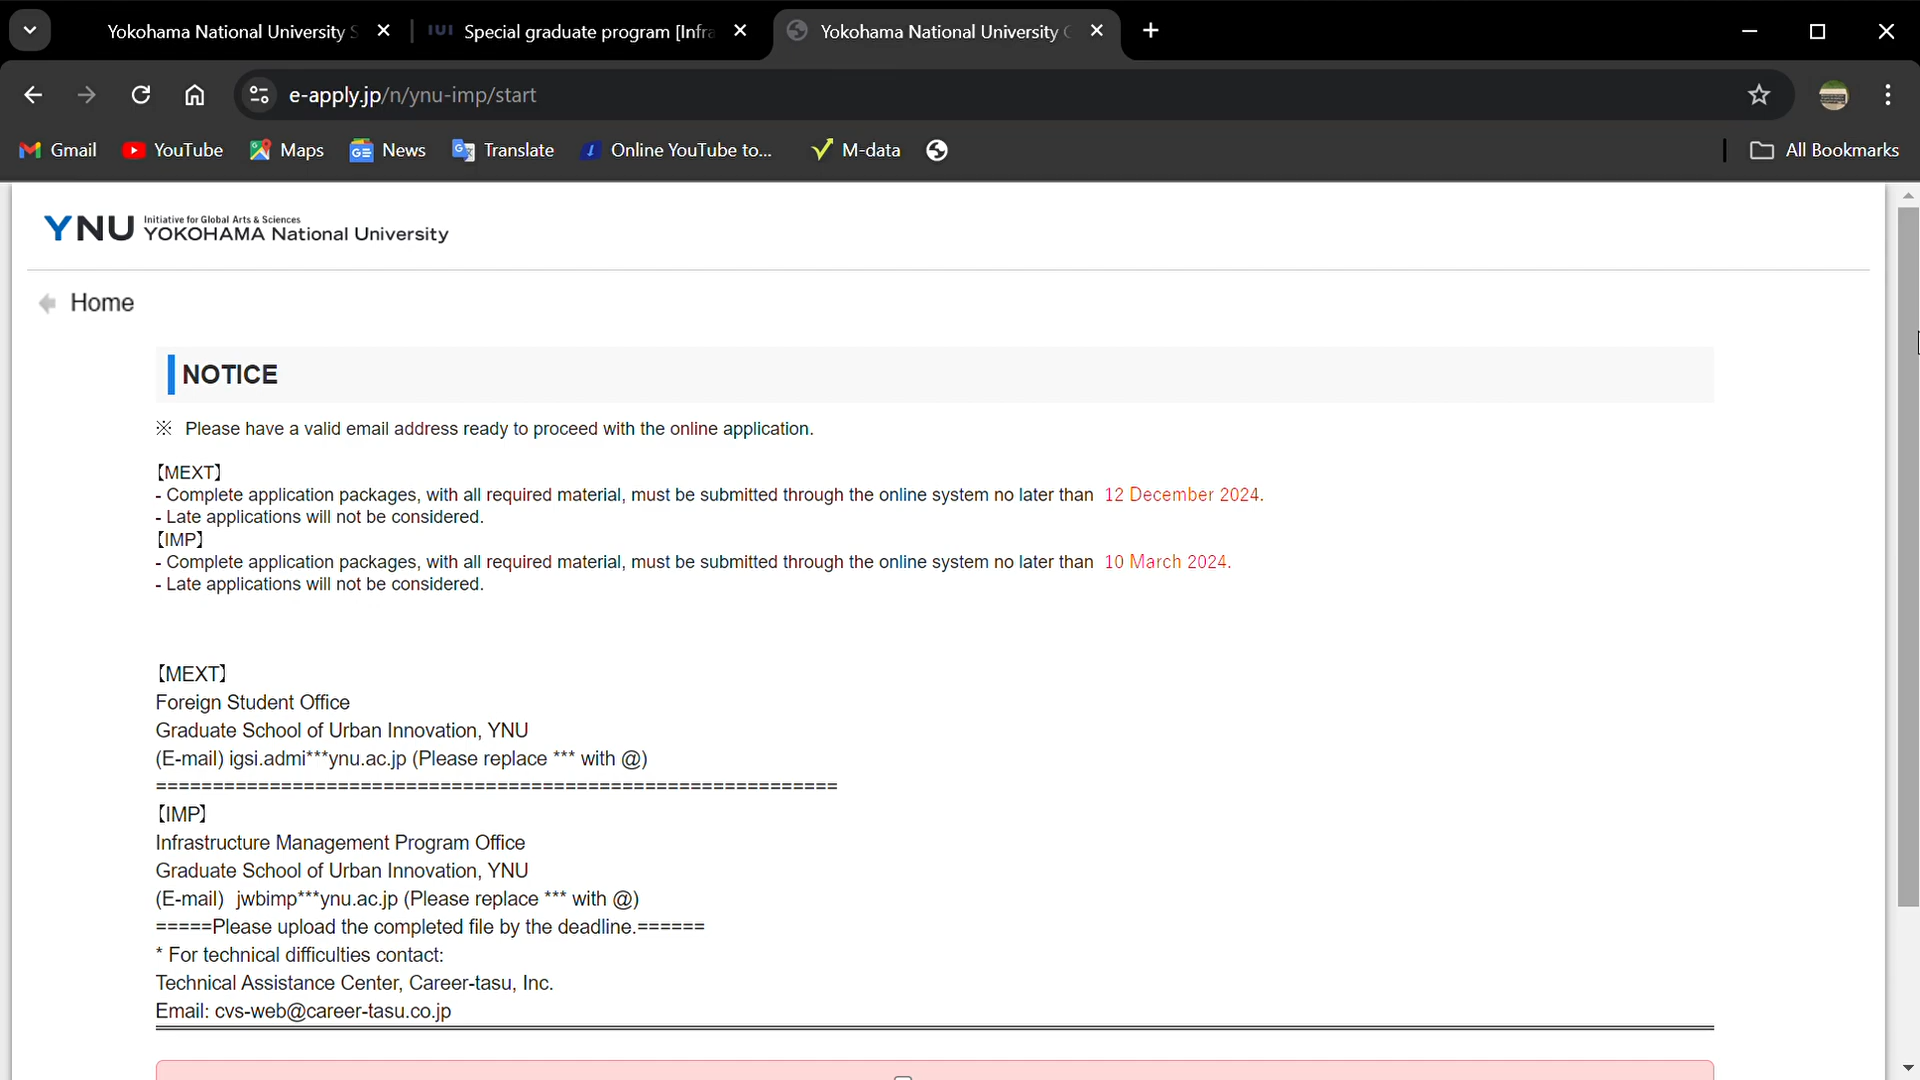 Yokohama National University S
Special graduate program [Infra
Yokohama National University O
e-apply.jp/n/ynu-imp/start
Gmail
YouTube
Maps
News
Translate
Online YouTube to...
M-data
All Bookmarks
YNU Initiative for Global Arts & Sciences
YOKOHAMA National University
Home
NOTICE
※ Please have a valid email address ready to proceed with the online application.
【MEXT】
- Complete application packages, with all required material, must be submitted through the online system no later than 12 December 2024.
- Late applications will not be considered.
【IMP】
- Complete application packages, with all required material, must be submitted through the online system no later than 10 March 2024.
- Late applications will not be considered.
【MEXT】
Foreign Student Office
Graduate School of Urban Innovation, YNU
(E-mail) igsi.admi***ynu.ac.jp (Please replace *** with @)
============================================================
【IMP】
Infrastructure Management Program Office
Graduate School of Urban Innovation, YNU
(E-mail) jwbimp***ynu.ac.jp (Please replace *** with @)
=====Please upload the completed file by the deadline.======
* For technical difficulties contact:
Technical Assistance Center, Career-tasu, Inc.
Email: cvs-web@career-tasu.co.jp